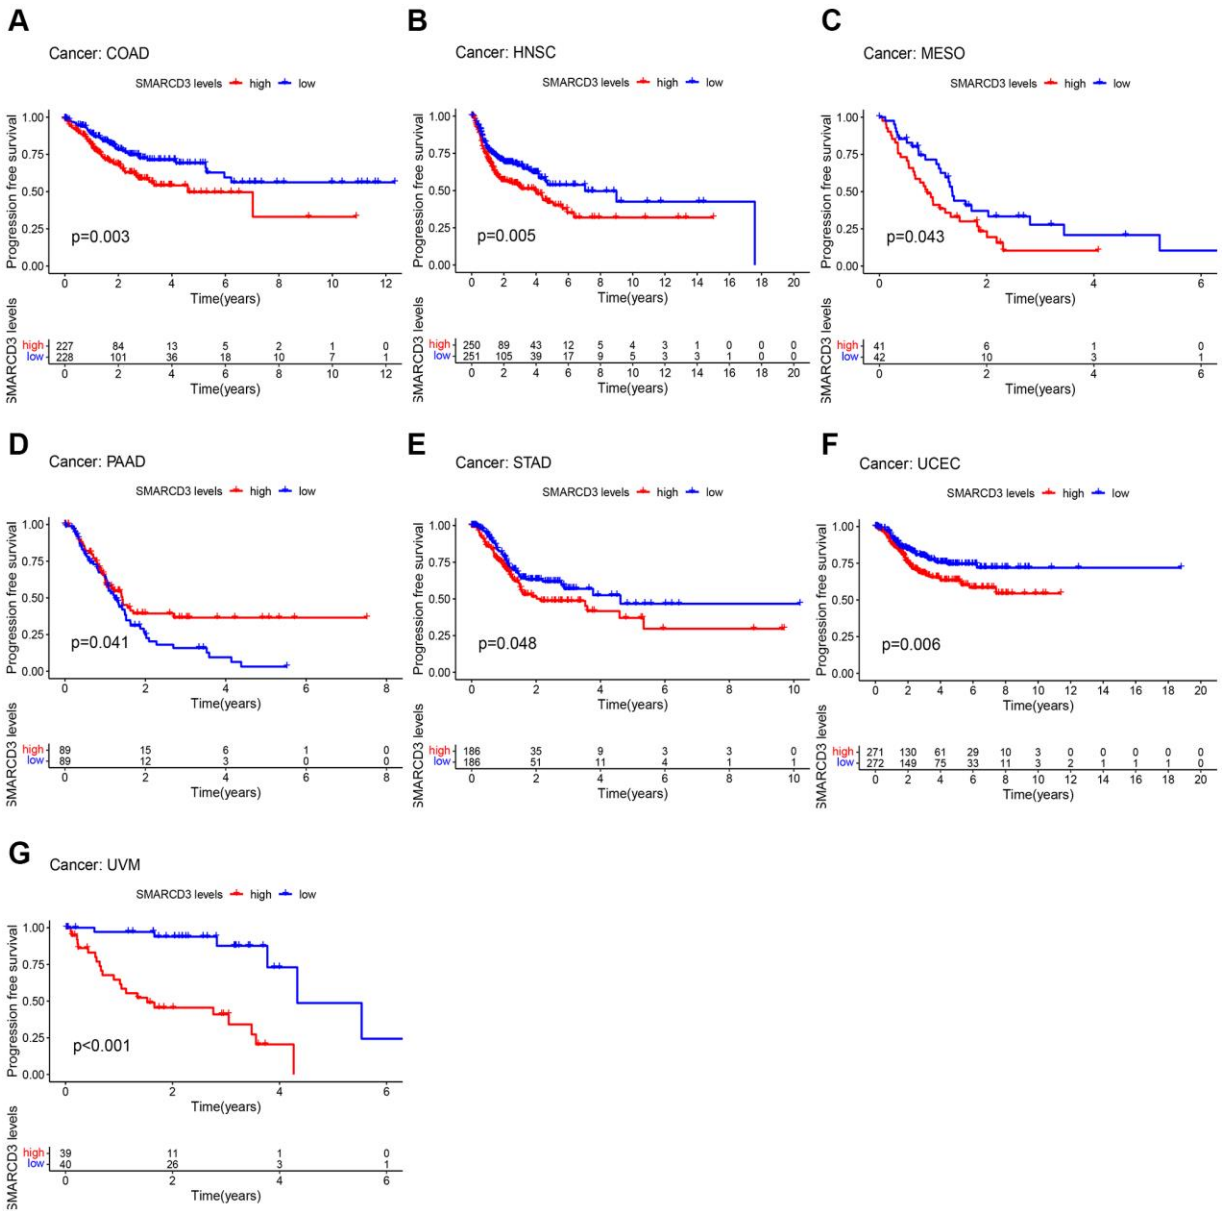 A
Cancer: COAD
SMARCD3 levels high low
Progression free survival
1.00
0.75
0.50
0.25
0.00
p=0.003
0 2 4 6 8 10 12
Time(years)
SMARCD3 levels
high 227 84 13 5 2 1 0
low 228 101 36 18 10 7 1
0 2 4 6 8 10 12
Time(years)
B
Cancer: HNSC
SMARCD3 levels high low
Progression free survival
1.00
0.75
0.50
0.25
0.00
p=0.005
0 2 4 6 8 10 12 14 16 18 20
Time(years)
SMARCD3 levels
high 250 89 43 12 5 4 3 1 0 0 0
low 251 105 39 17 9 5 3 3 1 0 0
0 2 4 6 8 10 12 14 16 18 20
Time(years)
C
Cancer: MESO
SMARCD3 levels high low
Progression free survival
1.00
0.75
0.50
0.25
0.00
p=0.043
0 2 4 6
Time(years)
SMARCD3 levels
high 41 6 1 0
low 42 10 3 1
0 2 4 6
Time(years)
D
Cancer: PAAD
SMARCD3 levels high low
Progression free survival
1.00
0.75
0.50
0.25
0.00
p=0.041
0 2 4 6 8
Time(years)
SMARCD3 levels
high 89 15 6 1 0
low 89 12 3 0 0
0 2 4 6 8
Time(years)
E
Cancer: STAD
SMARCD3 levels high low
Progression free survival
1.00
0.75
0.50
0.25
0.00
p=0.048
0 2 4 6 8 10
Time(years)
SMARCD3 levels
high 186 35 9 3 3 0
low 186 51 11 4 1 1
0 2 4 6 8 10
Time(years)
F
Cancer: UCEC
SMARCD3 levels high low
Progression free survival
1.00
0.75
0.50
0.25
0.00
p=0.006
0 2 4 6 8 10 12 14 16 18 20
Time(years)
SMARCD3 levels
high 271 130 61 29 10 3 0 0 0 0 0
low 272 149 75 33 11 3 2 1 1 1 0
0 2 4 6 8 10 12 14 16 18 20
Time(years)
G
Cancer: UVM
SMARCD3 levels high low
Progression free survival
1.00
0.75
0.50
0.25
0.00
p<0.001
0 2 4 6
Time(years)
SMARCD3 levels
high 39 11 1 0
low 40 26 3 1
0 2 4 6
Time(years)